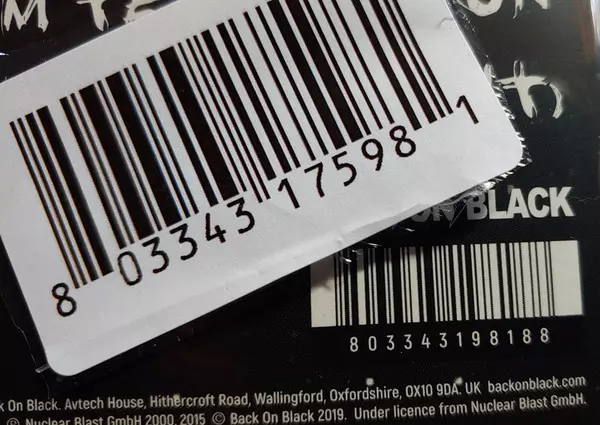 8 03343 17598 1
ON BLACK
803343198188
k On Black. Avtech House, Hithercroft Road, Wallingford, Oxfordshire, OX10 9DA. UK backonblack.com.
Nuclear Blast GmbH 2000, 2015 © Back On Black 2019. Under licence from Nuclear Blast GmbH.